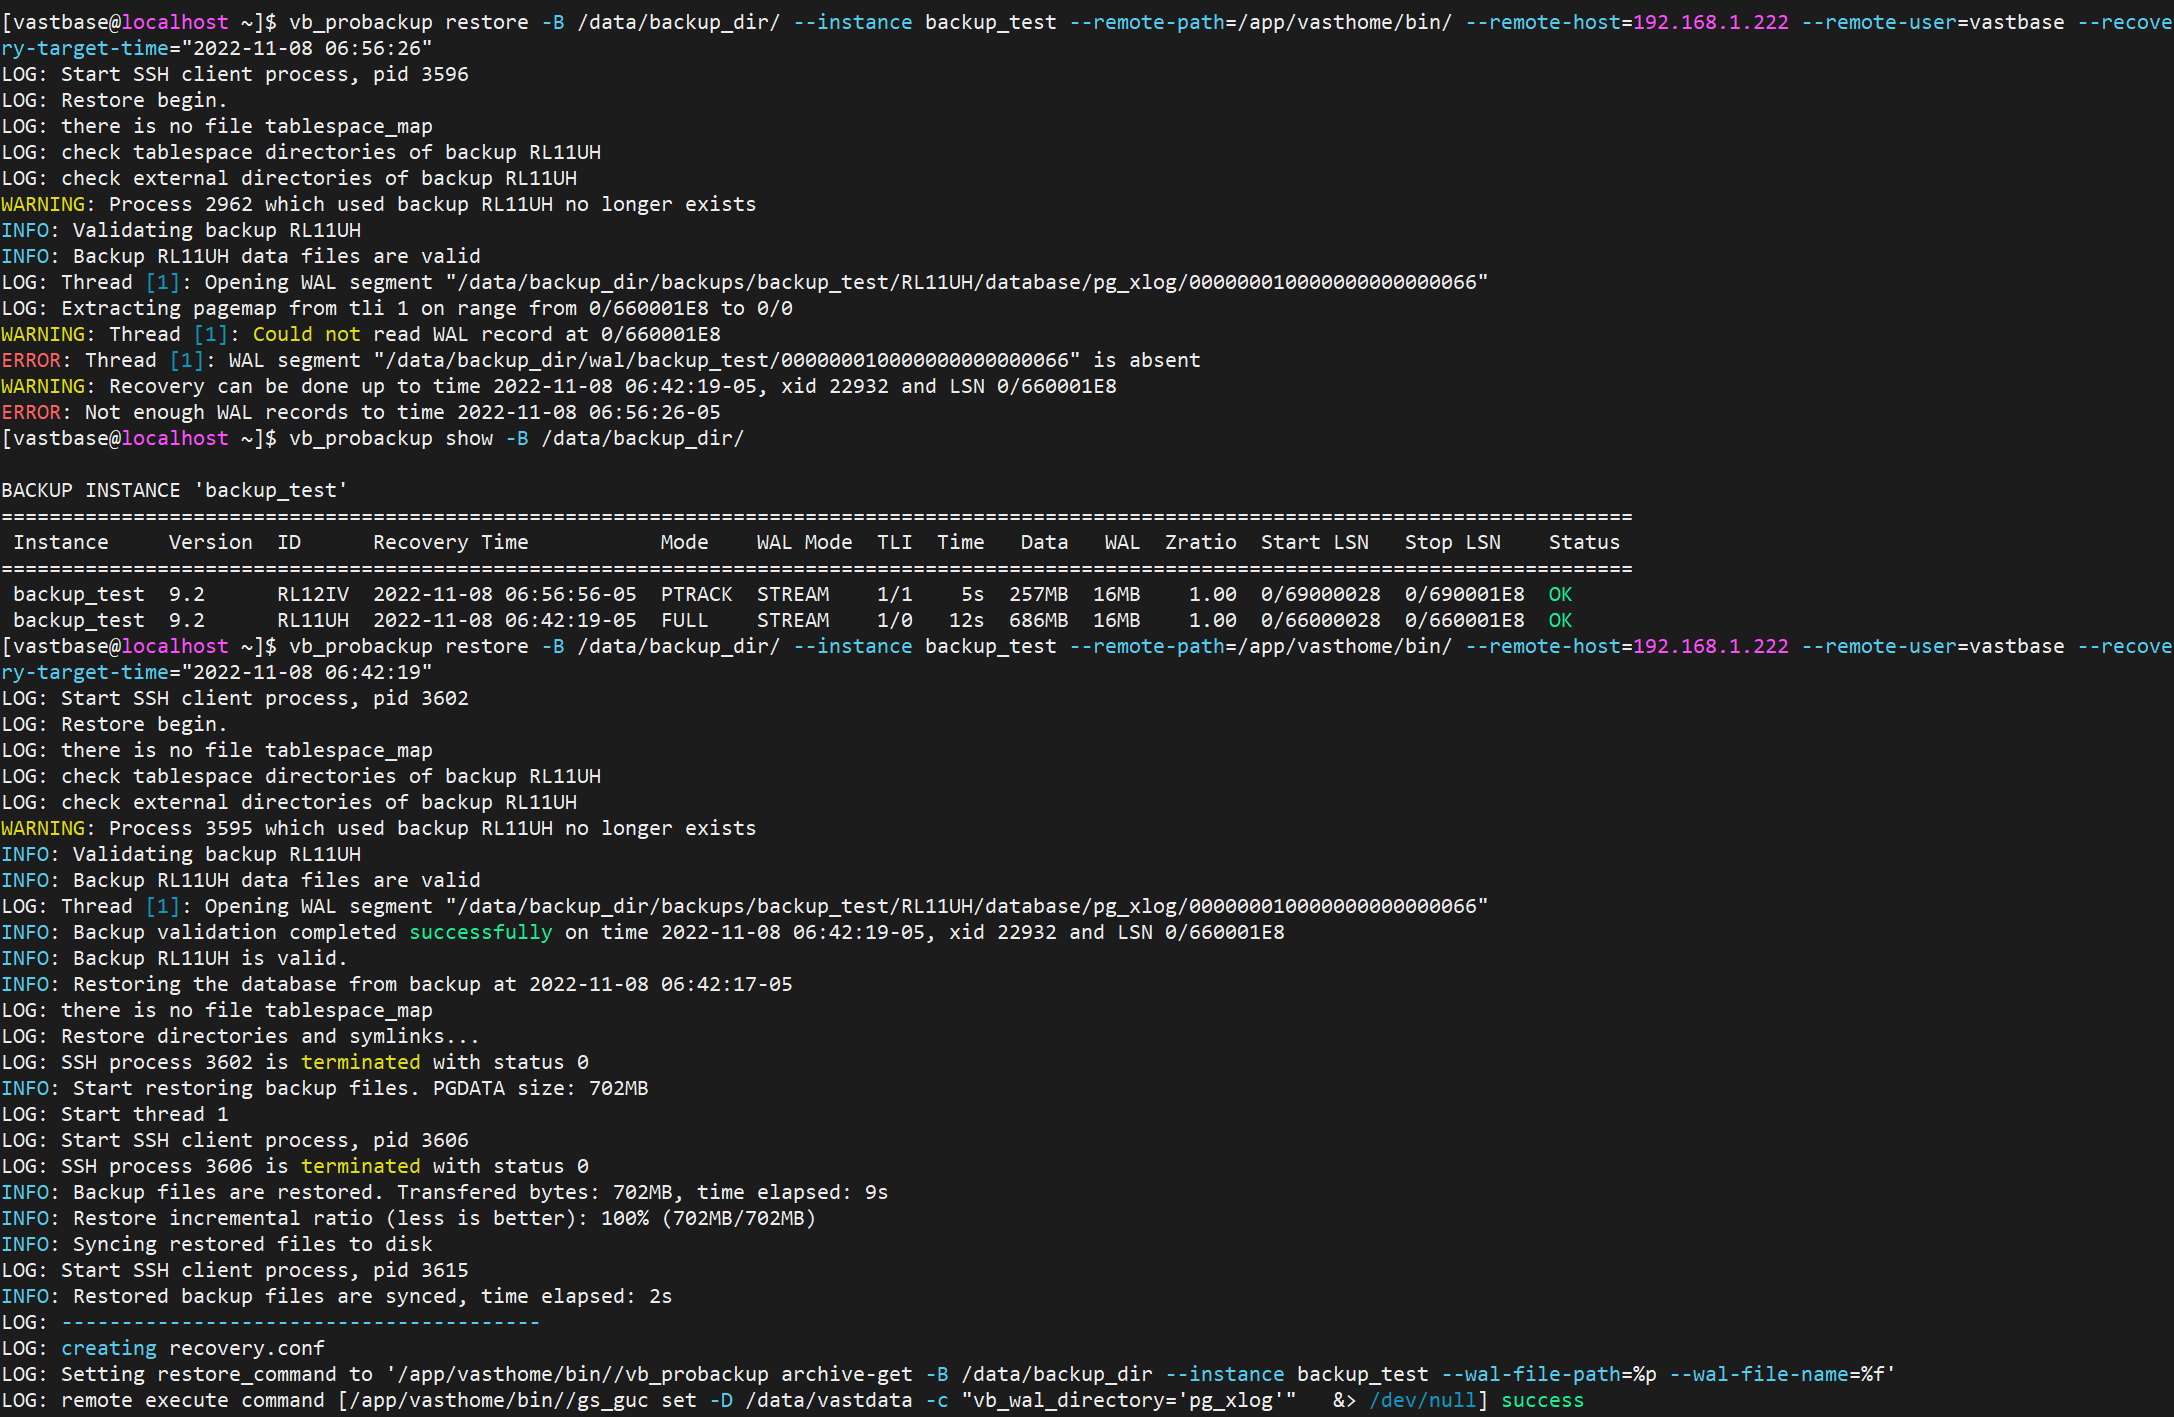 [vastbase@localhost ~]$ vb_probackup restore -B /data/backup_dir/ --instance backup_test --remote-path=/app/vasthome/bin/ --remote-host=192.168.1.222 --remote-user=vastbase --recove
ry-target-time="2022-11-08 06:56:26"
LOG: Start SSH client process, pid 3596
LOG: Restore begin.
LOG: there is no file tablespace_map
LOG: check tablespace directories of backup RL11UH
LOG: check external directories of backup RL11UH
WARNING: Process 2962 which used backup RL11UH no longer exists
INFO: Validating backup RL11UH
INFO: Backup RL11UH data files are valid
LOG: Thread [1]: Opening WAL segment "/data/backup_dir/backups/backup_test/RL11UH/database/pg_xlog/000000010000000000000066"
LOG: Extracting pagemap from tli 1 on range from 0/660001E8 to 0/0
WARNING: Thread [1]: Could not read WAL record at 0/660001E8
ERROR: Thread [1]: WAL segment "/data/backup_dir/wal/backup_test/000000010000000000000066" is absent
WARNING: Recovery can be done up to time 2022-11-08 06:42:19-05, xid 22932 and LSN 0/660001E8
ERROR: Not enough WAL records to time 2022-11-08 06:56:26-05
[vastbase@localhost ~]$ vb_probackup show -B /data/backup_dir/
BACKUP INSTANCE 'backup_test'
========================================================================================================================================
Instance     Version  ID      Recovery Time           Mode    WAL Mode  TLI  Time   Data   WAL  Zratio  Start LSN   Stop LSN    Status
========================================================================================================================================
backup_test  9.2      RL12IV  2022-11-08 06:56:56-05  PTRACK  STREAM    1/1    5s  257MB  16MB    1.00  0/69000028  0/690001E8  OK
backup_test  9.2      RL11UH  2022-11-08 06:42:19-05  FULL    STREAM    1/0   12s  686MB  16MB    1.00  0/66000028  0/660001E8  OK
[vastbase@localhost ~]$ vb_probackup restore -B /data/backup_dir/ --instance backup_test --remote-path=/app/vasthome/bin/ --remote-host=192.168.1.222 --remote-user=vastbase --recove
ry-target-time="2022-11-08 06:42:19"
LOG: Start SSH client process, pid 3602
LOG: Restore begin.
LOG: there is no file tablespace_map
LOG: check tablespace directories of backup RL11UH
LOG: check external directories of backup RL11UH
WARNING: Process 3595 which used backup RL11UH no longer exists
INFO: Validating backup RL11UH
INFO: Backup RL11UH data files are valid
LOG: Thread [1]: Opening WAL segment "/data/backup_dir/backups/backup_test/RL11UH/database/pg_xlog/000000010000000000000066"
INFO: Backup validation completed successfully on time 2022-11-08 06:42:19-05, xid 22932 and LSN 0/660001E8
INFO: Backup RL11UH is valid.
INFO: Restoring the database from backup at 2022-11-08 06:42:17-05
LOG: there is no file tablespace_map
LOG: Restore directories and symlinks...
LOG: SSH process 3602 is terminated with status 0
INFO: Start restoring backup files. PGDATA size: 702MB
LOG: Start thread 1
LOG: Start SSH client process, pid 3606
LOG: SSH process 3606 is terminated with status 0
INFO: Backup files are restored. Transfered bytes: 702MB, time elapsed: 9s
INFO: Restore incremental ratio (less is better): 100% (702MB/702MB)
INFO: Syncing restored files to disk
LOG: Start SSH client process, pid 3615
INFO: Restored backup files are synced, time elapsed: 2s
LOG: ----------------------------------------
LOG: creating recovery.conf
LOG: Setting restore_command to '/app/vasthome/bin//vb_probackup archive-get -B /data/backup_dir --instance backup_test --wal-file-path=%p --wal-file-name=%f'
LOG: remote execute command [/app/vasthome/bin//gs_guc set -D /data/vastdata -c "vb_wal_directory='pg_xlog'"   &> /dev/null] success